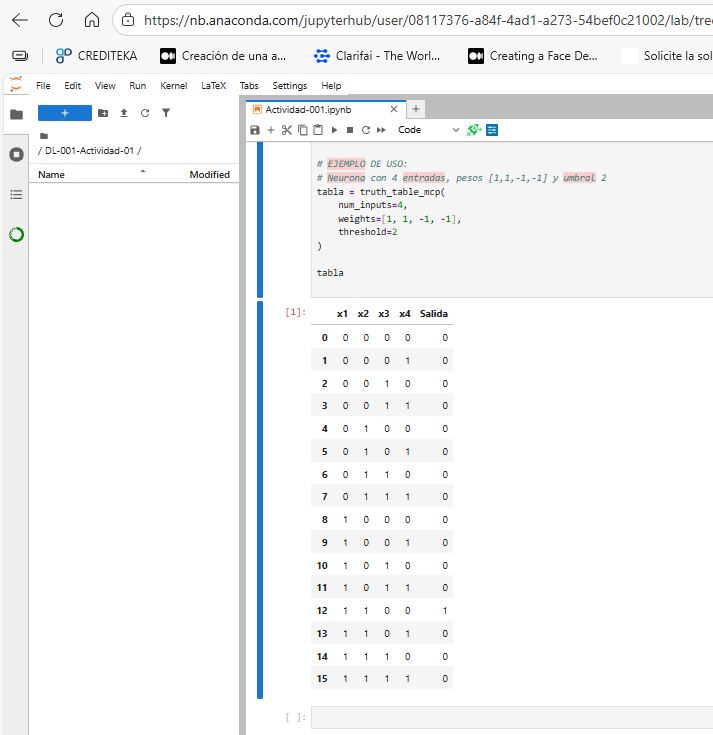 https://nb.anaconda.com/jupyterhub/user/08117376-a84f-4ad1-a273-54bef0c21002/lab/tree
CREDITEKA
Creación de una a...
Clarifai - The Worl...
Creating a Face De...
Solicite la sol
File Edit View Run Kernel LaTeX Tabs Settings Help
+
/ DL-001-Actividad-01 /
Name Modified
Actividad-001.ipynb
Code
# EJEMPLO DE USO:
# Neurona con 4 entradas, pesos [1,1,-1,-1] y umbral 2
tabla = truth_table_mcp(
num_inputs=4,
weights=[1, 1, -1, -1],
threshold=2
)
tabla
[1]:
x1 x2 x3 x4 Salida
0 0 0 0 0 0
1 0 0 0 1 0
2 0 0 1 0 0
3 0 0 1 1 0
4 0 1 0 0 0
5 0 1 0 1 0
6 0 1 1 0 0
7 0 1 1 1 0
8 1 0 0 0 0
9 1 0 0 1 0
10 1 0 1 0 0
11 1 0 1 1 0
12 1 1 0 0 1
13 1 1 0 1 0
14 1 1 1 0 0
15 1 1 1 1 0
[ ]: